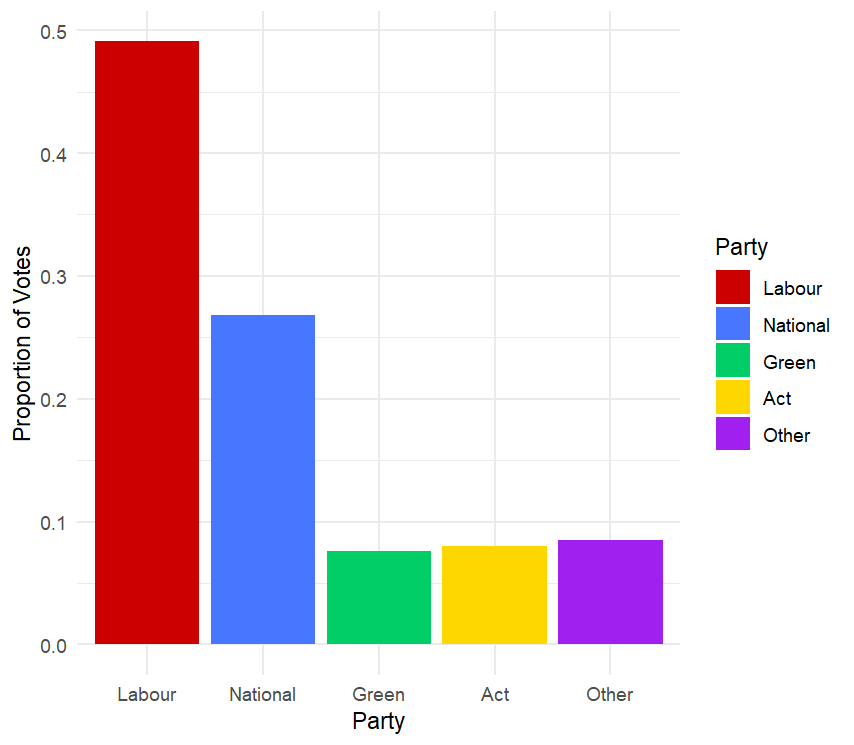 0.5
0.4
0.3
0.2
0.1
0.0
Proportion of Votes
Labour National Green Act Other
Party
Party
Labour
National
Green
Act
Other